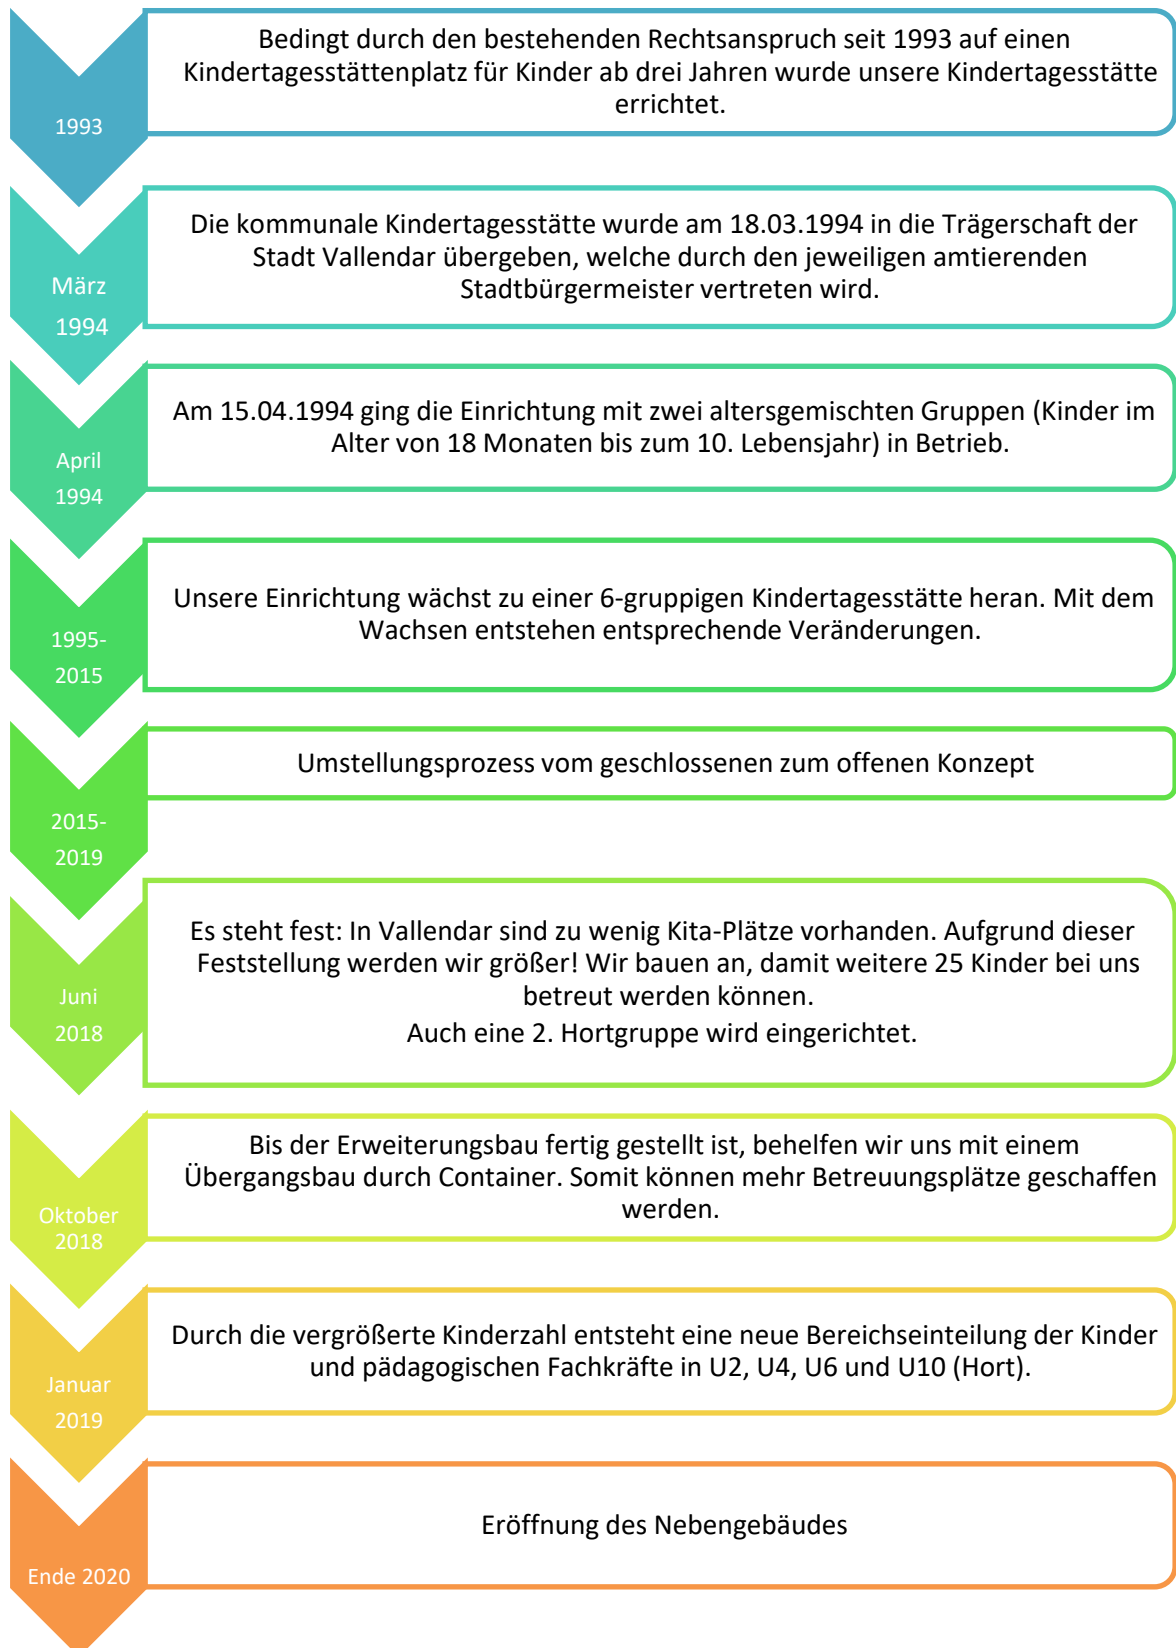 Bedingt durch den bestehenden Rechtsanspruch seit 1993 auf einen
Kindertagesstättenplatz für Kinder ab drei Jahren wurde unsere Kindertagesstätte
errichtet.
1993
Die kommunale Kindertagesstätte wurde am 18.03.1994 in die Trägerschaft der
Stadt Vallendar übergeben, welche durch den jeweiligen amtierenden
Stadtbürgermeister vertreten wird.
März
1994
Am 15.04.1994 ging die Einrichtung mit zwei altersgemischten Gruppen (Kinder im
Alter von 18 Monaten bis zum 10. Lebensjahr) in Betrieb.
April
1994
Unsere Einrichtung wächst zu einer 6-gruppigen Kindertagesstätte heran. Mit dem
Wachsen entstehen entsprechende Veränderungen.
1995-
2015
Umstellungsprozess vom geschlossenen zum offenen Konzept
2015-
2019
Es steht fest: In Vallendar sind zu wenig Kita-Plätze vorhanden. Aufgrund dieser
Feststellung werden wir größer! Wir bauen an, damit weitere 25 Kinder bei uns
betreut werden können.
Auch eine 2. Hortgruppe wird eingerichtet.
Juni
2018
Bis der Erweiterungsbau fertig gestellt ist, behelfen wir uns mit einem
Übergangsbau durch Container. Somit können mehr Betreuungsplätze geschaffen
werden.
Oktober
2018
Durch die vergrößerte Kinderzahl entsteht eine neue Bereichseinteilung der Kinder
und pädagogischen Fachkräfte in U2, U4, U6 und U10 (Hort).
Januar
2019
Eröffnung des Nebengebäudes
Ende 2020